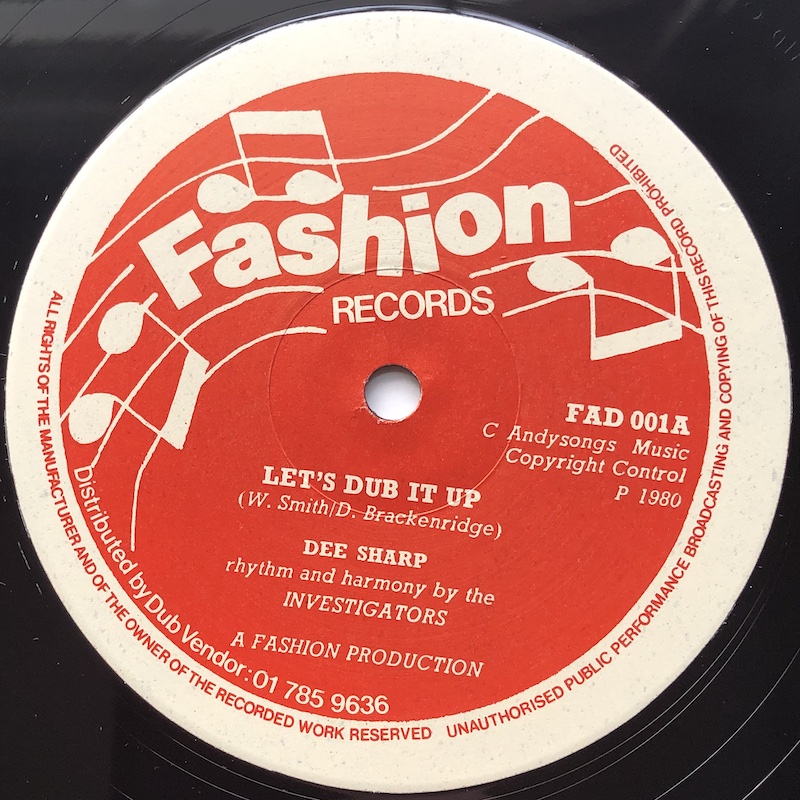 Fashion
RECORDS
FAD 001A
C Andysongs Music
Copyright Control
P 1980
LET'S DUB IT UP
(W. Smith/D. Brackenridge)
DEE SHARP
rhythm and harmony by the
INVESTIGATORS
A FASHION PRODUCTION
Distributed by Dub Vendor: 01 785 9636
ALL RIGHTS OF THE MANUFACTURER AND OF THE OWNER OF THE RECORDED WORK RESERVED UNAUTHORISED PUBLIC PERFORMANCE BROADCASTING AND COPYING OF THIS RECORD PROHIBITED